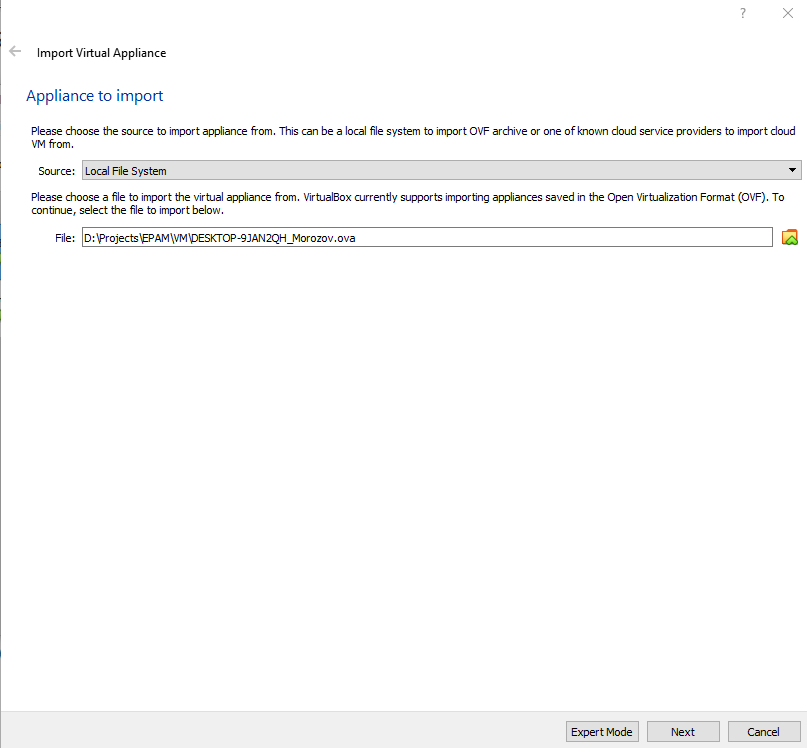 ?
Import Virtual Appliance
Appliance to import
Please choose the source to import appliance from. This can be a local file system to import OVF archive or one of known cloud service providers to import cloud
VM from.
Source: Local File System
Please choose a file to import the virtual appliance from. VirtualBox currently supports importing appliances saved in the Open Virtualization Format (OVF). To
continue, select the file to import below.
File: D:\Projects\EPAM\VM\DESKTOP-9JAN2QH_Morozov.ova
Expert Mode Next Cancel